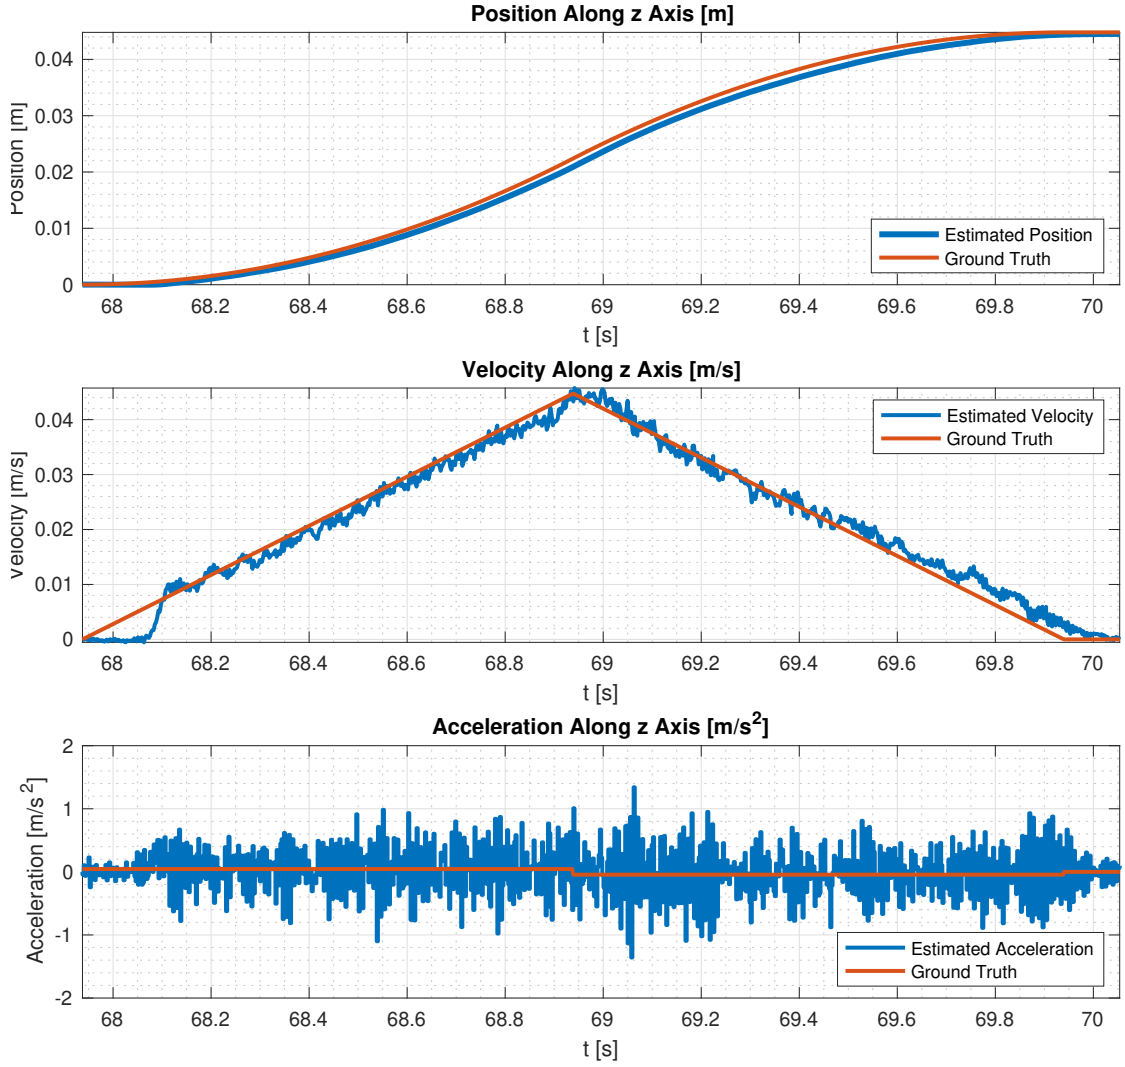 Position Along z Axis [m]
Position [m]
0.04
0.03
0.02
0.01
0
Estimated Position
Ground Truth
68 68.2 68.4 68.6 68.8 69 69.2 69.4 69.6 69.8 70
t [s]
Velocity Along z Axis [m/s]
Velocity [m/s]
0.04
0.03
0.02
0.01
0
Estimated Velocity
Ground Truth
68 68.2 68.4 68.6 68.8 69 69.2 69.4 69.6 69.8 70
t [s]
Acceleration Along z Axis [m/s²]
Acceleration [m/s²]
2
1
0
-1
-2
Estimated Acceleration
Ground Truth
68 68.2 68.4 68.6 68.8 69 69.2 69.4 69.6 69.8 70
t [s]